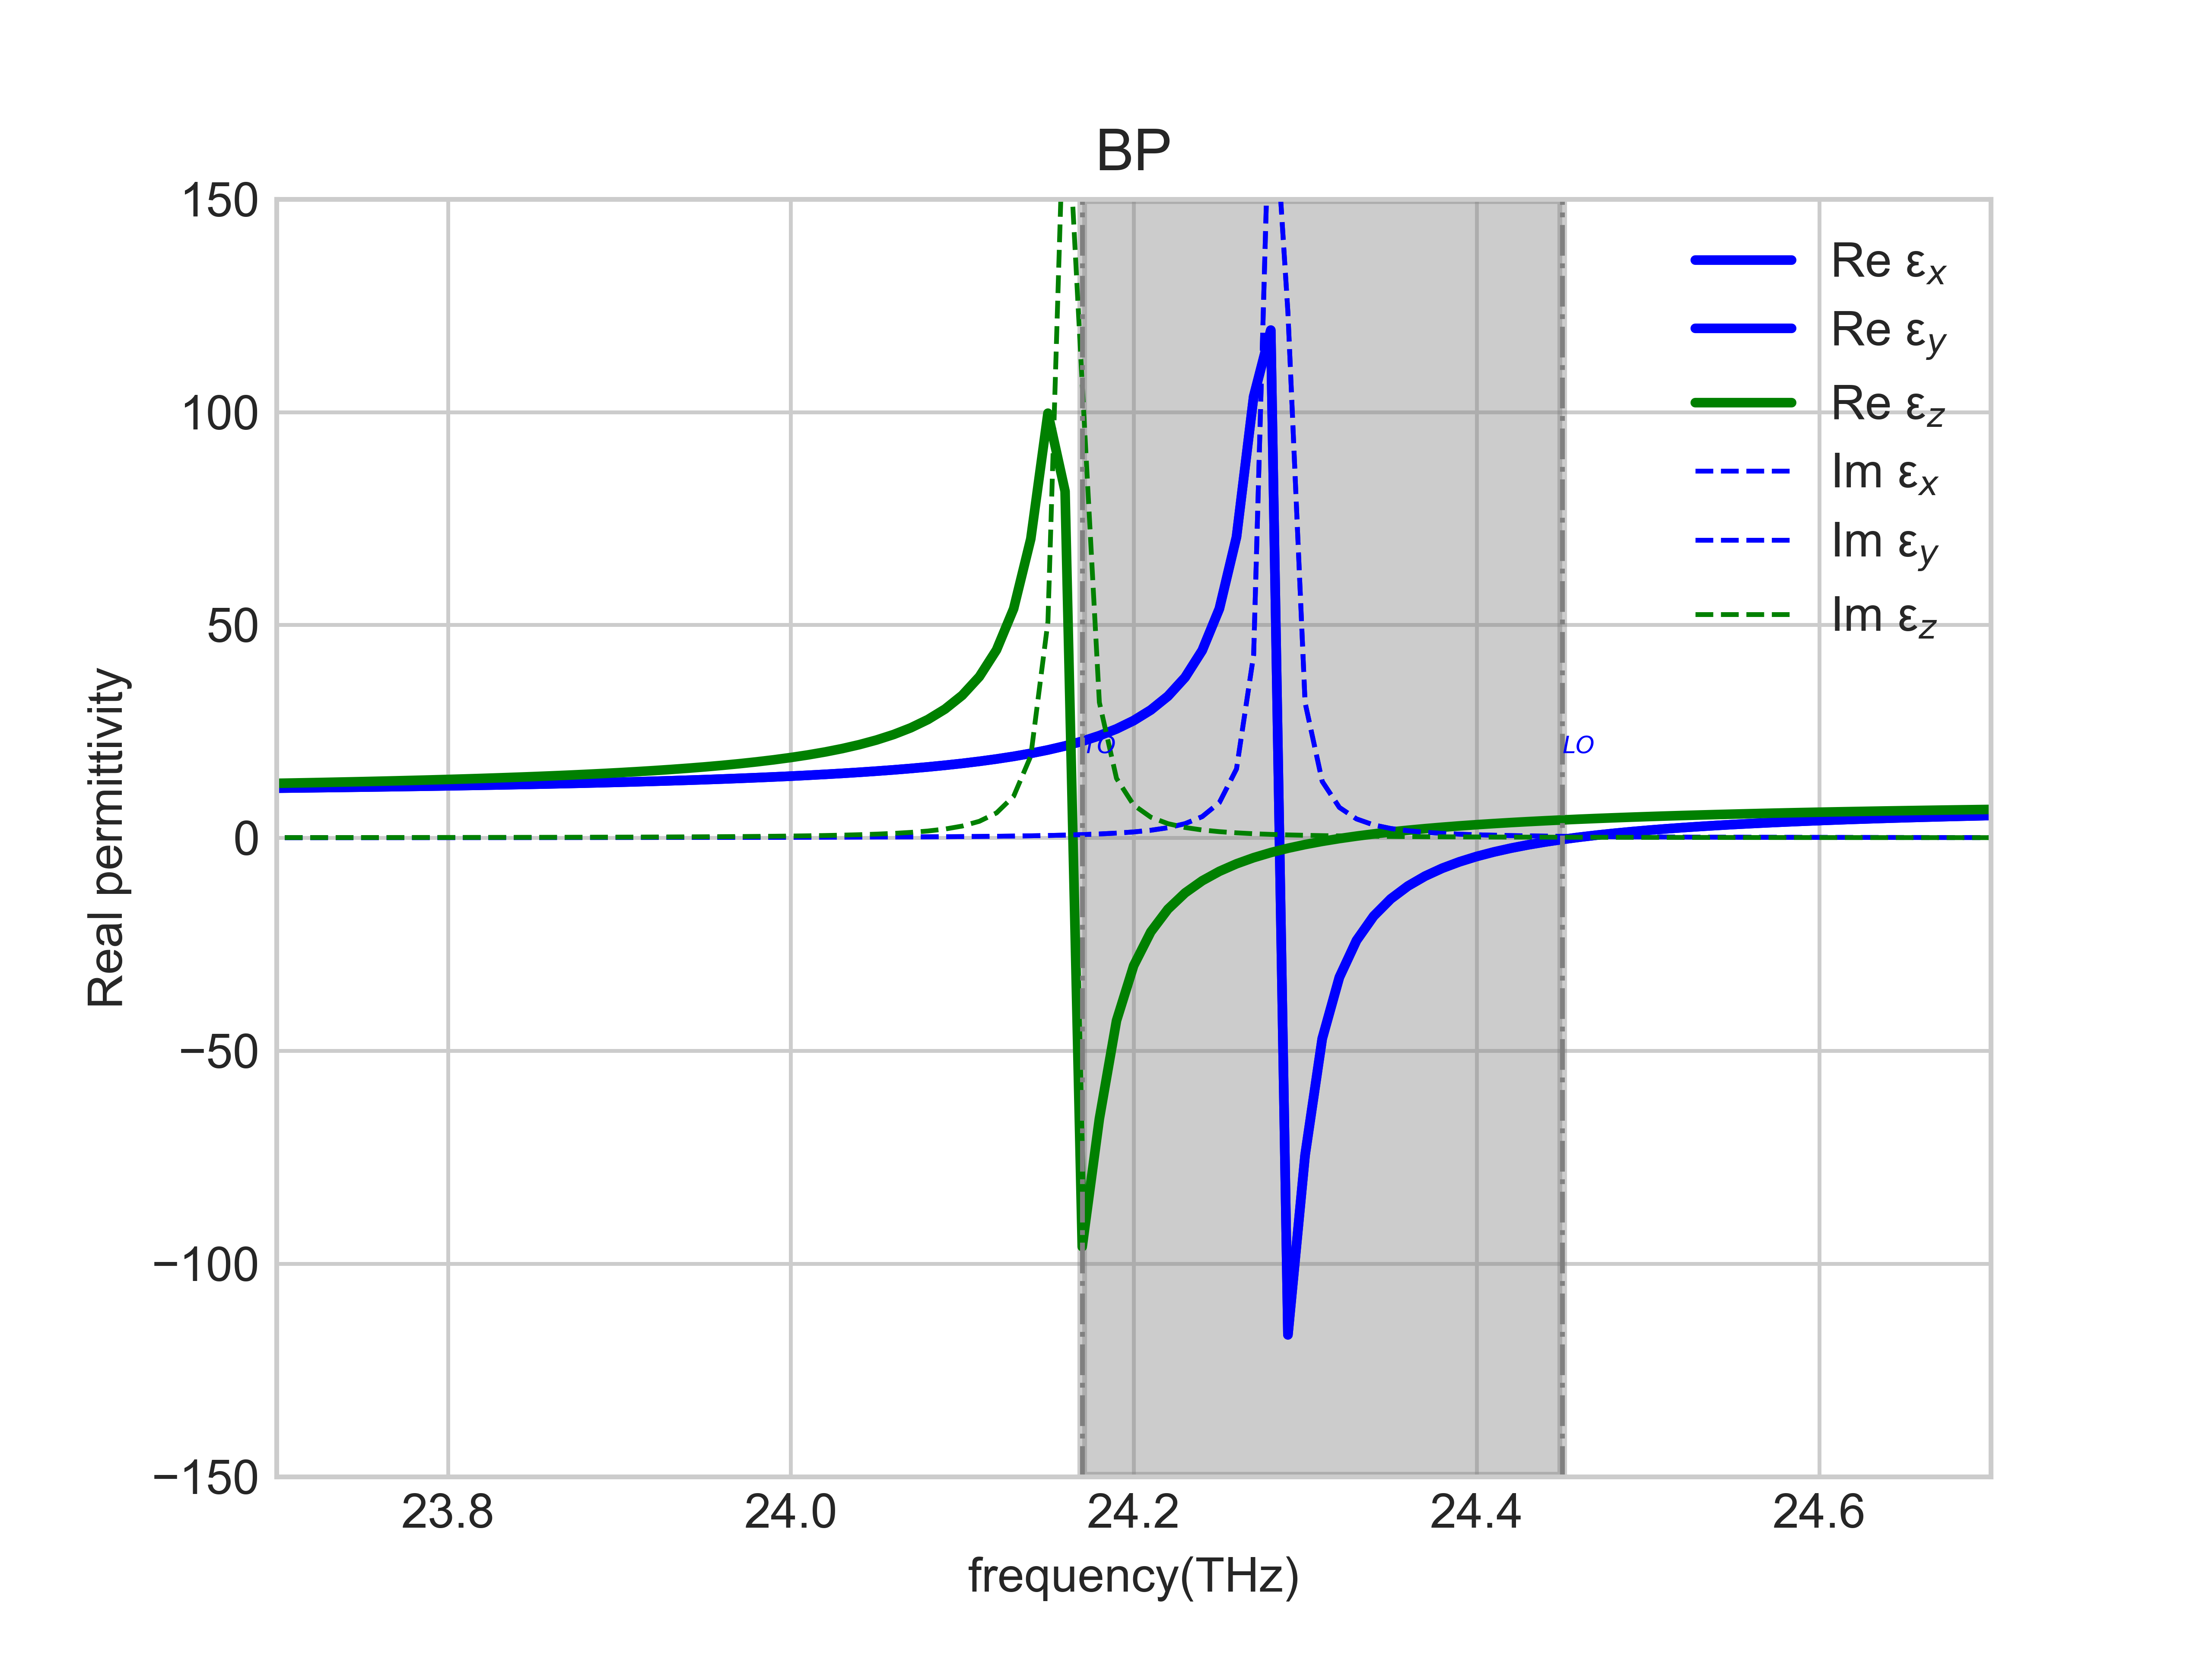 BP
150
100
50
0
−50
−100
−150
Real permittivity
23.8 24.0 24.2 24.4 24.6
frequency(THz)
Re εx
Re εy
Re εz
Im εx
Im εy
Im εz
TO
LO